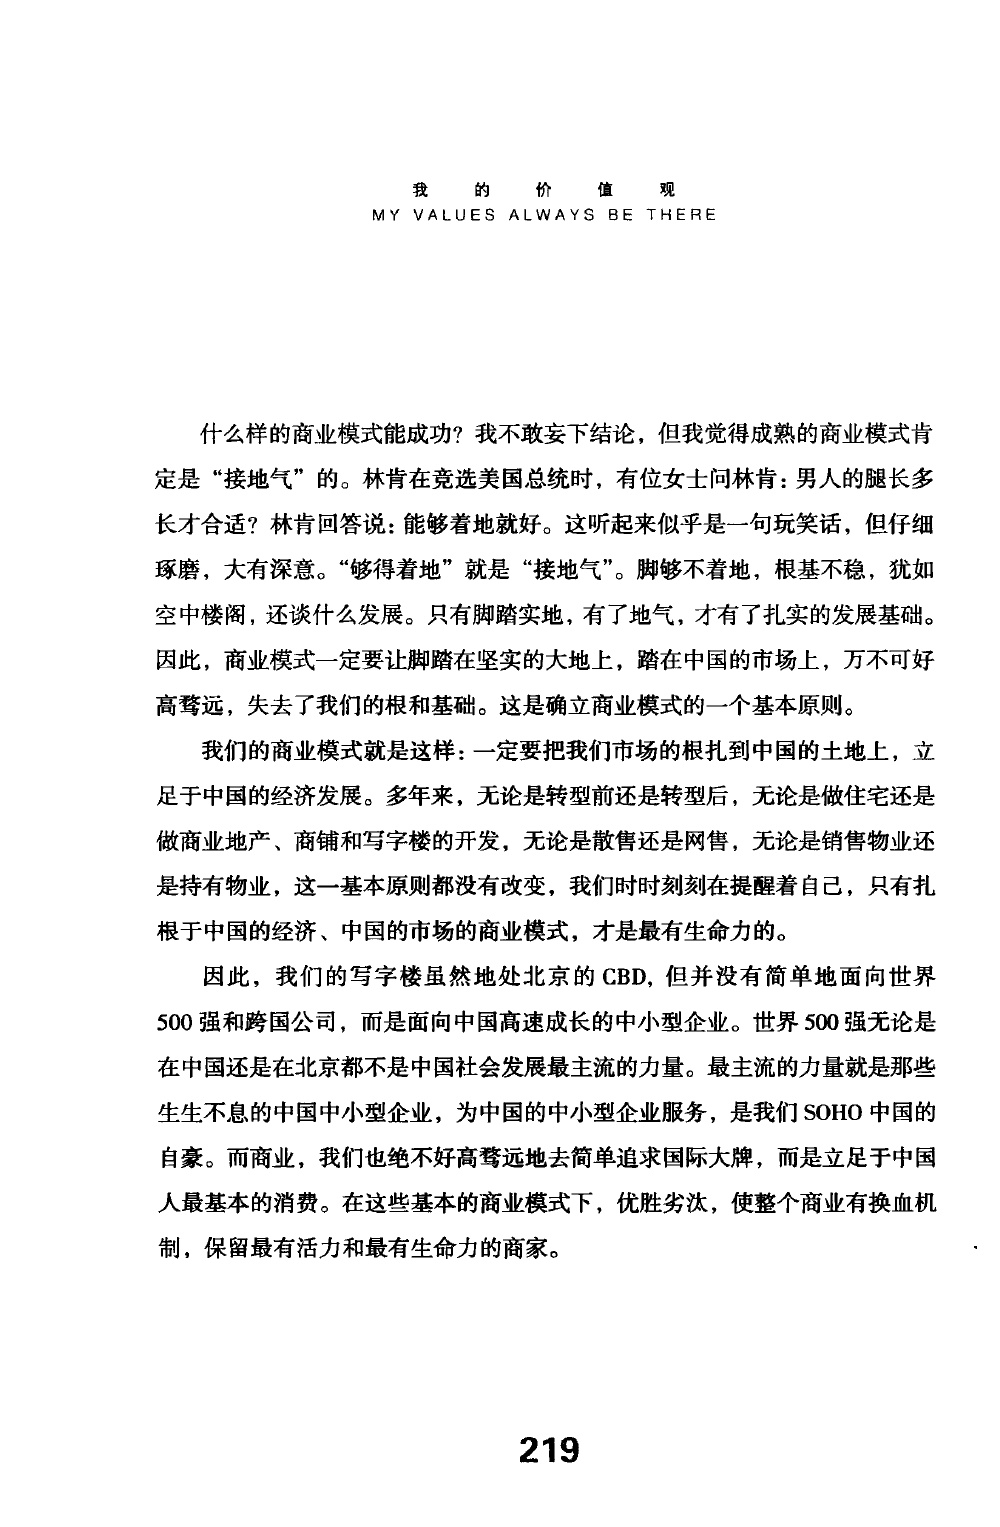 我的价值观
MY VALUES ALWAYS BE THERE
什么样的商业模式能成功？我不敢妄下结论，但我觉得成熟的商业模式肯
定是“接地气”的。林肯在竞选美国总统时，有位女士问林肯：男人的腿长多
长才合适？林肯回答说：能够着地就好。这听起来似乎是一句玩笑话，但仔细
琢磨，大有深意。“够得着地”就是“接地气”。脚够不着地，根基不稳，犹如
空中楼阁，还谈什么发展。只有脚踏实地，有了地气，才有了扎实的发展基础。
因此，商业模式一定要让脚踏在坚实的大地上，踏在中国的市场上，万不可好
高骛远，失去了我们的根和基础。这是确立商业模式的一个基本原则。
我们的商业模式就是这样：一定要把我们市场的根扎到中国的土地上，立
足于中国的经济发展。多年来，无论是转型前还是转型后，无论是做住宅还是
做商业地产、商铺和写字楼的开发，无论是散售还是网售，无论是销售物业还
是持有物业，这一基本原则都没有改变，我们时时刻刻在提醒着自己，只有扎
根于中国的经济、中国的市场的商业模式，才是最有生命力的。
因此，我们的写字楼虽然地处北京的 CBD，但并没有简单地面向世界
500 强和跨国公司，而是面向中国高速成长的中小型企业。世界 500 强无论是
在中国还是在北京都不是中国社会发展最主流的力量。最主流的力量就是那些
生生不息的中国中小型企业，为中国的中小型企业服务，是我们 SOHO 中国的
自豪。而商业，我们也绝不好高骛远地去简单追求国际大牌，而是立足于中国
人最基本的消费。在这些基本的商业模式下，优胜劣汰，使整个商业有换血机
制，保留最有活力和最有生命力的商家。
219